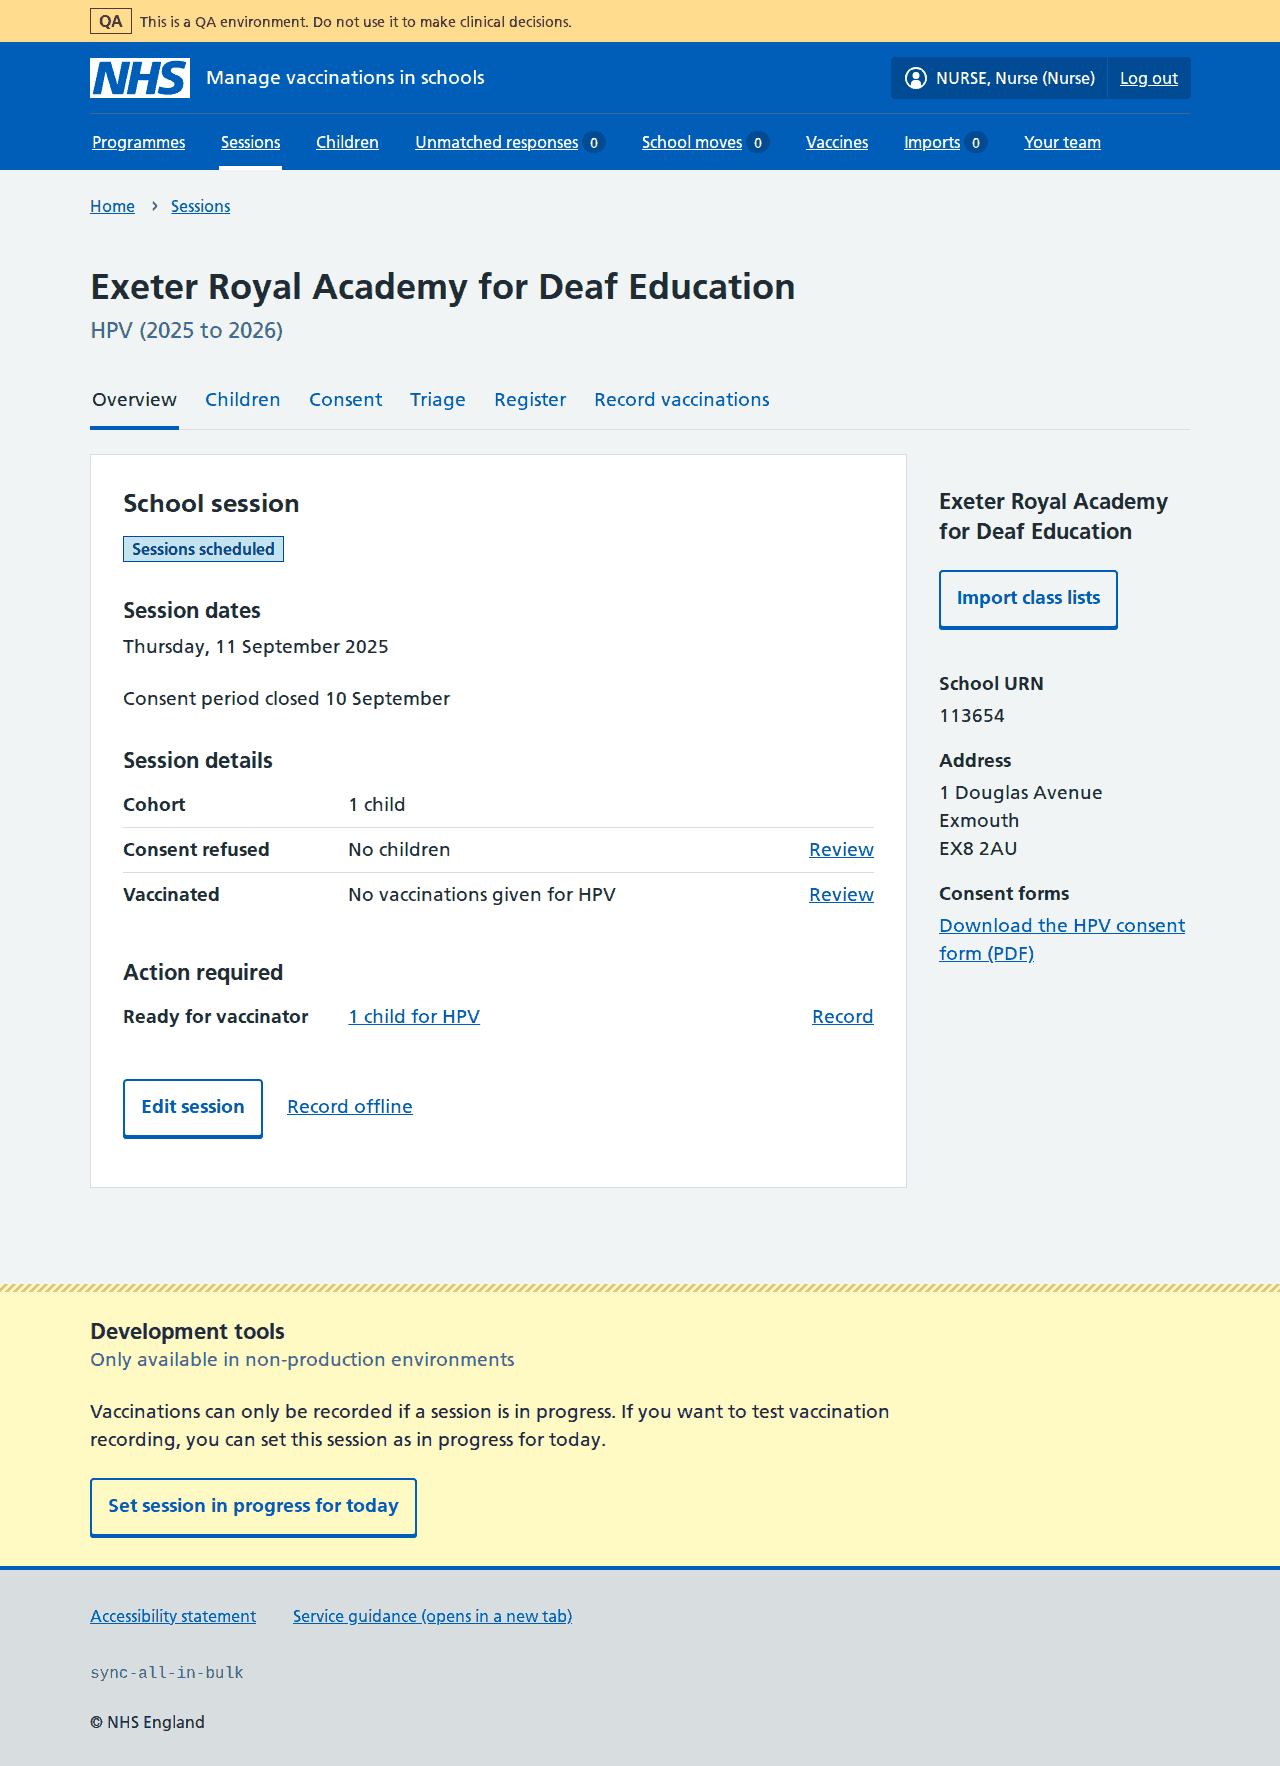 QA This is a QA environment. Do not use it to make clinical decisions.
NHS Manage vaccinations in schools NURSE, Nurse (Nurse) Log out
Programmes Sessions Children Unmatched responses 0 School moves 0 Vaccines Imports 0 Your team
Home › Sessions
Exeter Royal Academy for Deaf Education
HPV (2025 to 2026)
Overview Children Consent Triage Register Record vaccinations
School session
Sessions scheduled
Session dates
Thursday, 11 September 2025
Consent period closed 10 September
Session details
Cohort 1 child
Consent refused No children Review
Vaccinated No vaccinations given for HPV Review
Action required
Ready for vaccinator 1 child for HPV Record
Edit session Record offline
Exeter Royal Academy
for Deaf Education
Import class lists
School URN
113654
Address
1 Douglas Avenue
Exmouth
EX8 2AU
Consent forms
Download the HPV consent
form (PDF)
Development tools
Only available in non-production environments
Vaccinations can only be recorded if a session is in progress. If you want to test vaccination
recording, you can set this session as in progress for today.
Set session in progress for today
Accessibility statement Service guidance (opens in a new tab)
sync-all-in-bulk
© NHS England